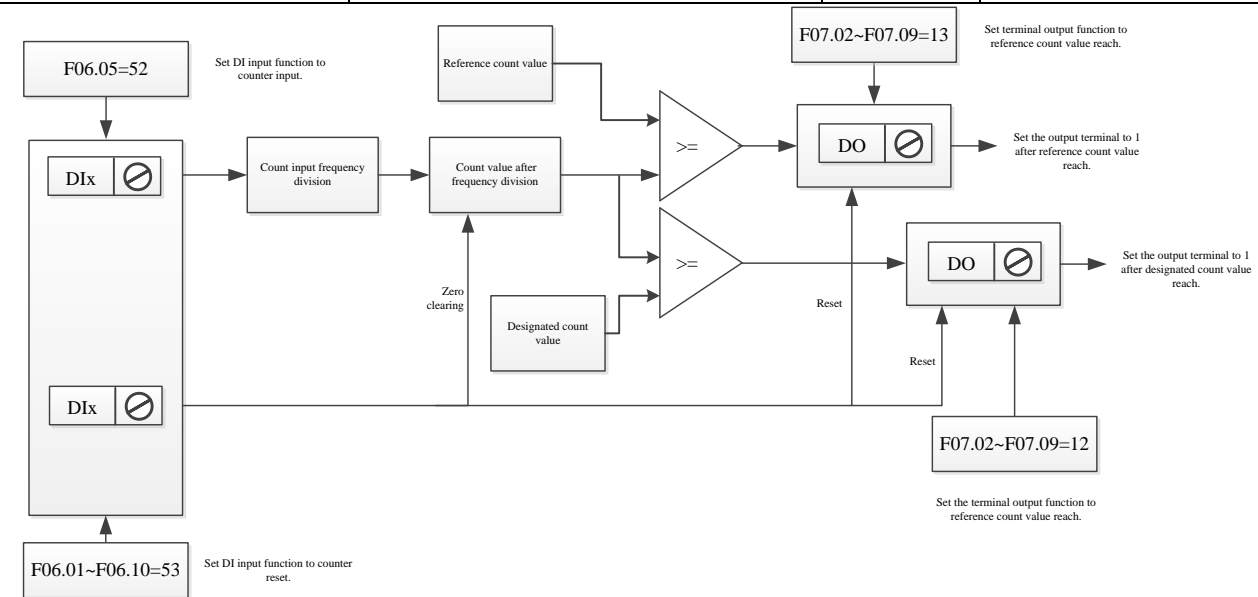 F07.02~F07.09=13
Set terminal output function to
reference count value reach.
F06.05=52
Set DI input function to
counter input.
Reference count value
DIx
Count input frequency
division
Count value after
frequency division
>=
DO
Set the output terminal to 1
after reference count value
reach.
>=
DO
Set the output terminal to 1
after designated count value
reach.
Zero
clearing
Designated count
value
Reset
Reset
DIx
F07.02~F07.09=12
Set the terminal output function to
reference count value reach.
F06.01~F06.10=53
Set DI input function to counter
reset.